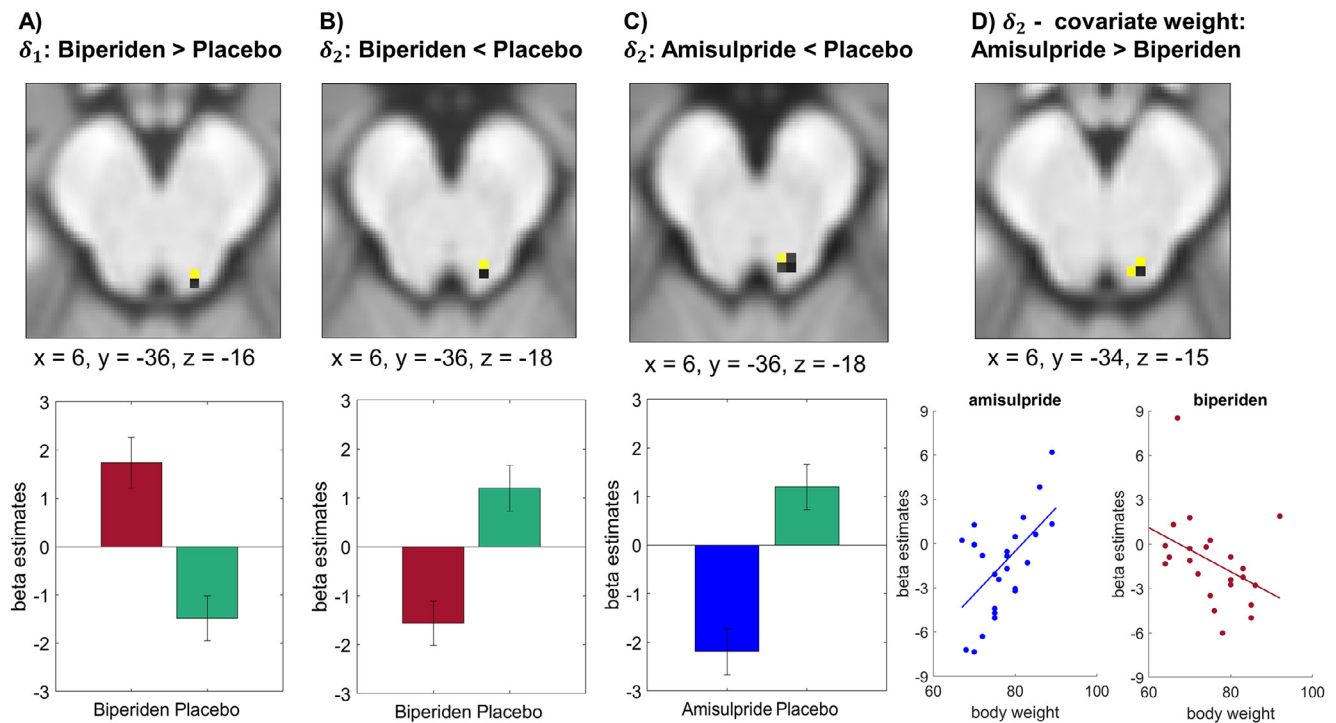 A)
δ₁: Biperiden > Placebo
x = 6, y = -36, z = -16
3
2
1
0
-1
-2
-3
beta estimates
Biperiden Placebo
B)
δ₂: Biperiden < Placebo
x = 6, y = -36, z = -18
3
2
1
0
-1
-2
-3
beta estimates
Biperiden Placebo
C)
δ₂: Amisulpride < Placebo
x = 6, y = -36, z = -18
3
2
1
0
-1
-2
-3
beta estimates
Amisulpride Placebo
D) δ₂ - covariate weight:
Amisulpride > Biperiden
x = 6, y = -34, z = -15
amisulpride
9
6
3
0
-3
-6
-9
beta estimates
60 80 100
body weight
biperiden
9
6
3
0
-3
-6
-9
beta estimates
60 80 100
body weight